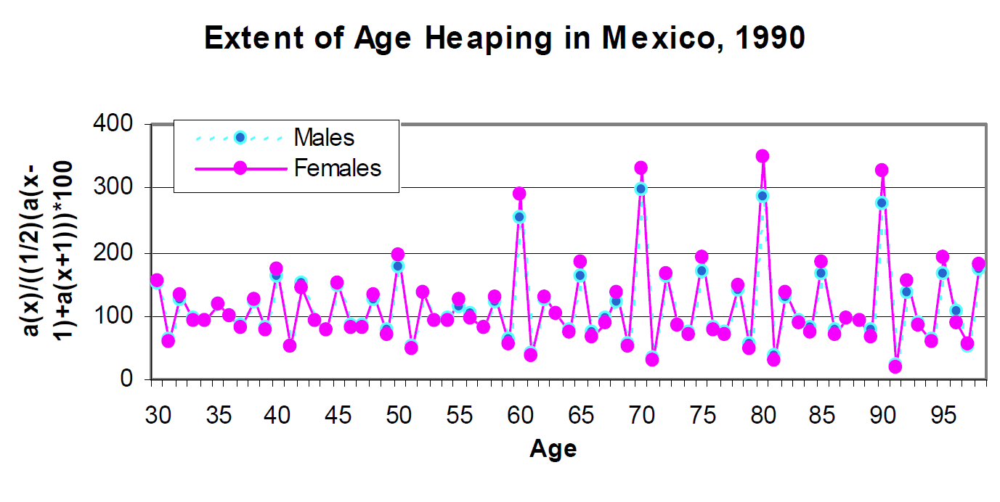 Extent of Age Heaping in Mexico, 1990
a(x)/((1/2)(a(x-
1)+a(x+1)))*100
400
300
200
100
0
Males
Females
30 35 40 45 50 55 60 65 70 75 80 85 90 95
Age